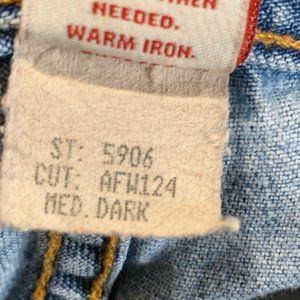 NEEDED.
WARM IRON.
ST: 5906
CUT: AFW124
MED. DARK